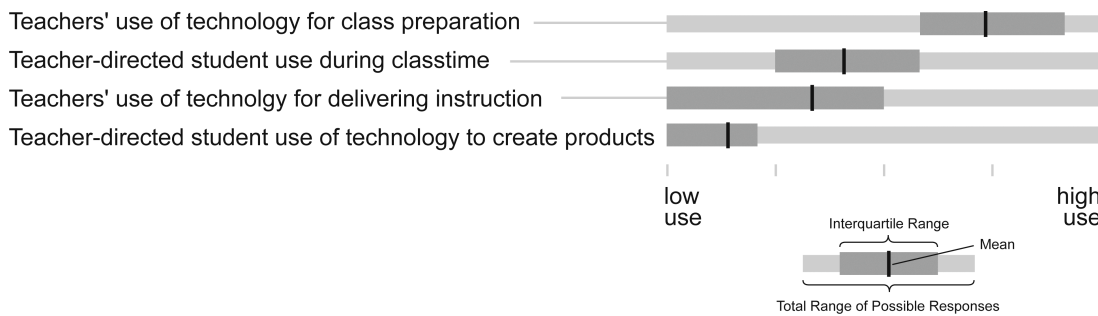 Teachers' use of technology for class preparation
Teacher-directed student use during classtime
Teachers' use of technolgy for delivering instruction
Teacher-directed student use of technology to create products
low
use
high
use
Interquartile Range
Mean
Total Range of Possible Responses